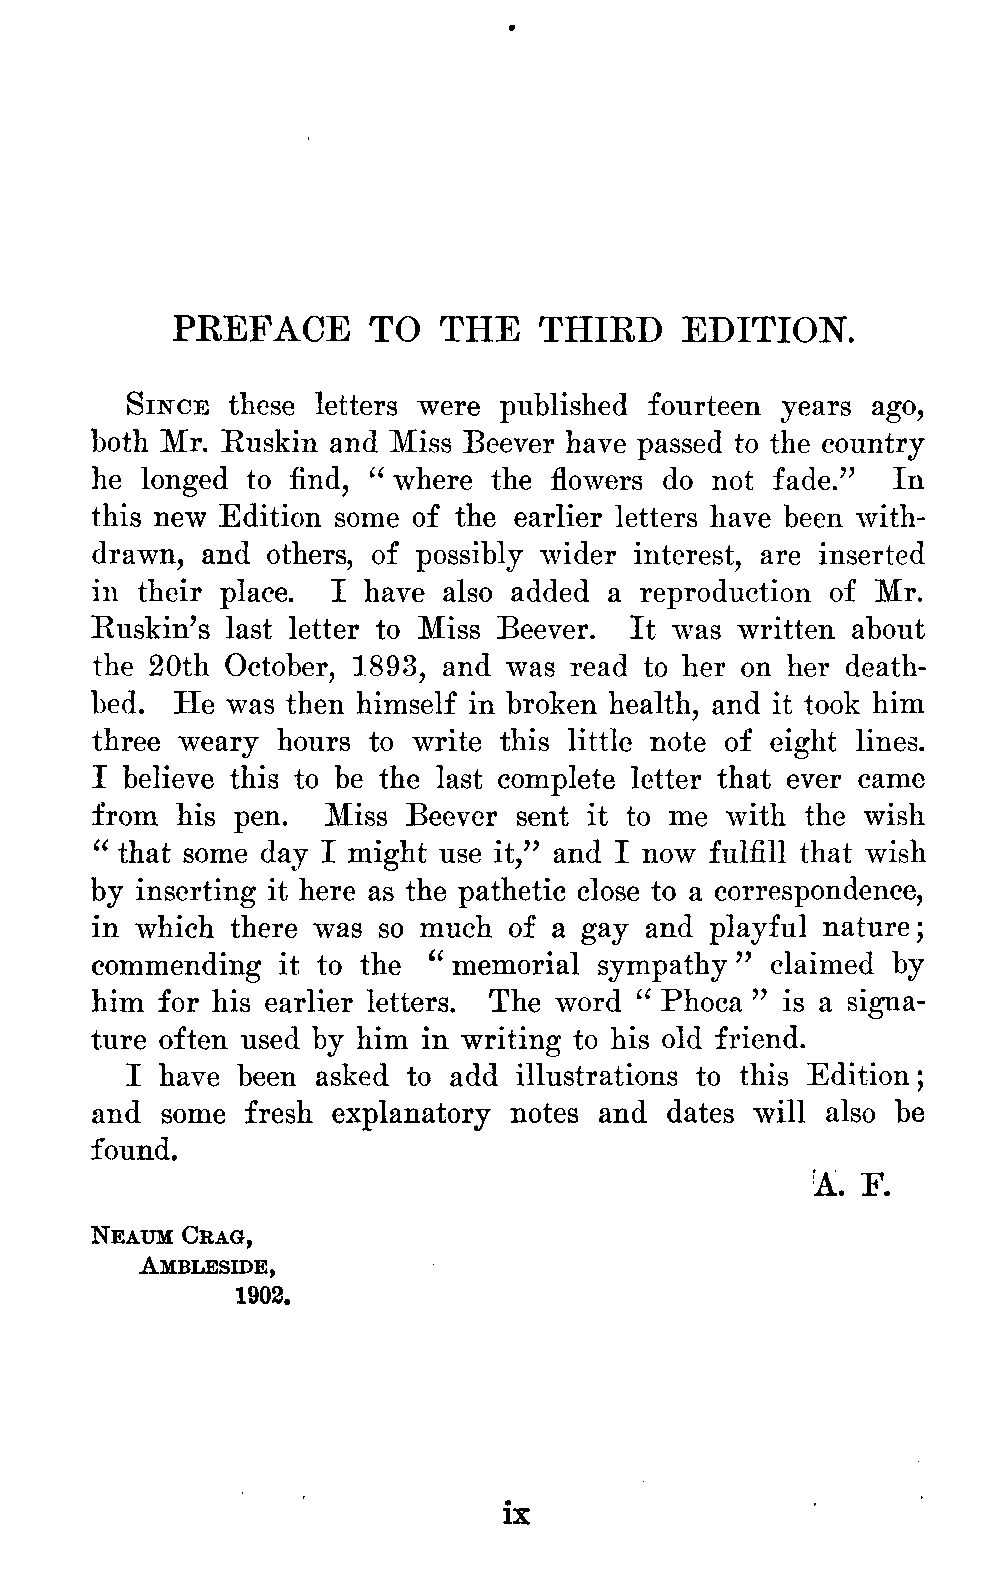 PREFACE TO THE THIRD EDITION.
SINCE these letters were published fourteen years ago,
both Mr. Ruskin and Miss Beever have passed to the country
he longed to find, “where the flowers do not fade.” In
this new Edition some of the earlier letters have been with-
drawn, and others, of possibly wider interest, are inserted
in their place. I have also added a reproduction of Mr.
Ruskin’s last letter to Miss Beever. It was written about
the 20th October, 1893, and was read to her on her death-
bed. He was then himself in broken health, and it took him
three weary hours to write this little note of eight lines.
I believe this to be the last complete letter that ever came
from his pen. Miss Beever sent it to me with the wish
“that some day I might use it,” and I now fulfill that wish
by inserting it here as the pathetic close to a correspondence,
in which there was so much of a gay and playful nature;
commending it to the “memorial sympathy” claimed by
him for his earlier letters. The word “Phoca” is a signa-
ture often used by him in writing to his old friend.
I have been asked to add illustrations to this Edition;
and some fresh explanatory notes and dates will also be
found.
A. F.
NEAUM CRAG,
AMBLESIDE,
1902.
ix